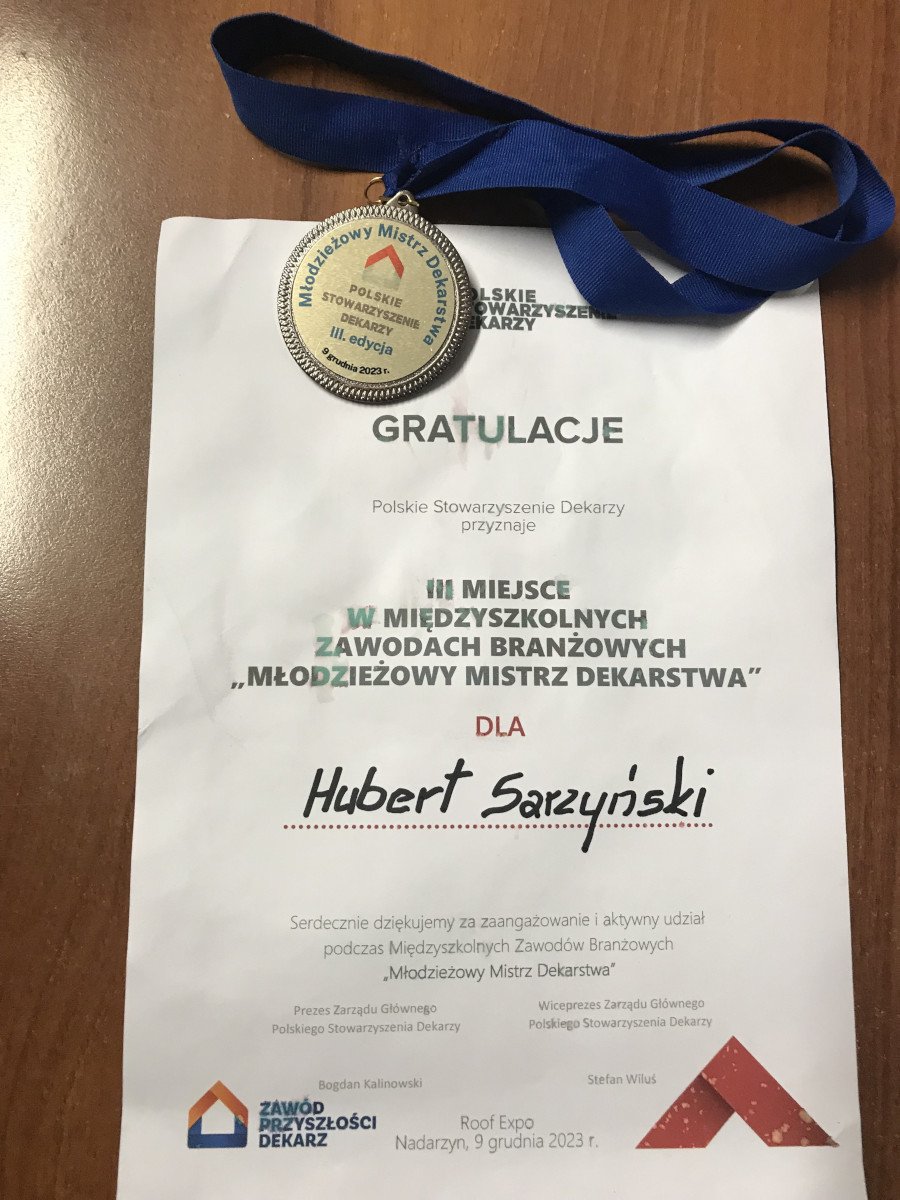 Młodzieżowy Mistrz Dekarstwa
POLSKIE
STOWARZYSZENIE
DEKARZY
III. edycja
9 grudnia 2023 r.
OLSKIE
TOWARZYSZENIE
EKARZY
GRATULACJE
Polskie Stowarzyszenie Dekarzy
przyznaje
III MIEJSCE
W MIĘDZYSZKOLNYCH
ZAWODACH BRANŻOWYCH
„MŁODZIEŻOWY MISTRZ DEKARSTWA”
DLA
Hubert Sarzyński
Serdecznie dziękujemy za zaangażowanie i aktywny udział
podczas Międzyszkolnych Zawodów Branżowych
„Młodzieżowy Mistrz Dekarstwa”
Prezes Zarządu Głównego
Polskiego Stowarzyszenia Dekarzy
Wiceprezes Zarządu Głównego
Polskiego Stowarzyszenia Dekarzy
Bogdan Kalinowski
Stefan Wiluś
ZAWÓD
PRZYSZŁOŚCI
DEKARZ
Roof Expo
Nadarzyn, 9 grudnia 2023 r.